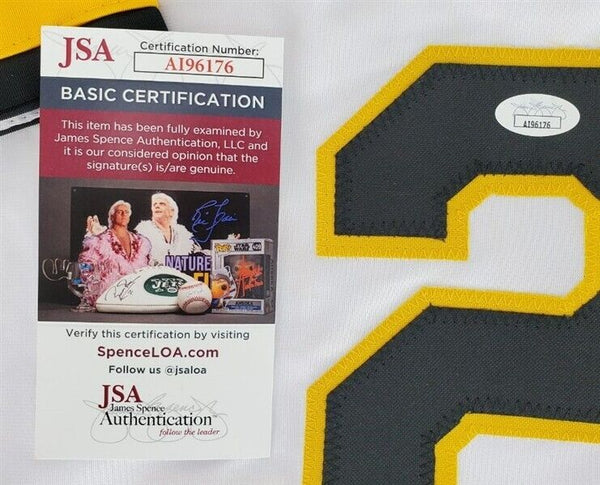 JSA
Certification Number:
AI96176
BASIC CERTIFICATION
This item has been fully examined by
James Spence Authentication, LLC and
it is our considered opinion that the
signature(s) is/are genuine.
NATURE
JETS
409
Verify this certification by visiting
SpenceLOA.com
Follow us @jsaloa
JSA
James Spence
Authentication
follow the leader
AI96176
2